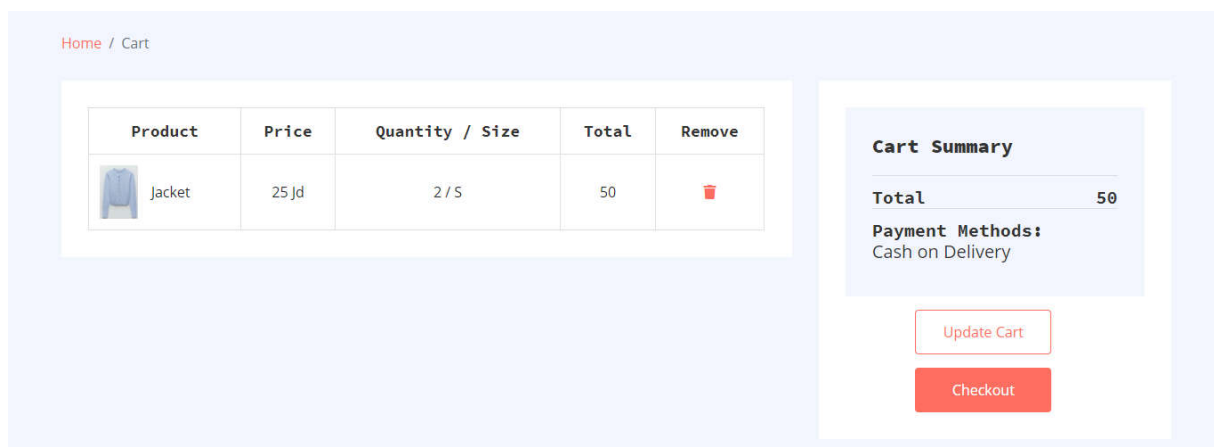 Home / Cart
Product Price Quantity / Size Total Remove
Jacket 25 Jd 2 / S 50
Cart Summary
Total 50
Payment Methods:
Cash on Delivery
Update Cart
Checkout